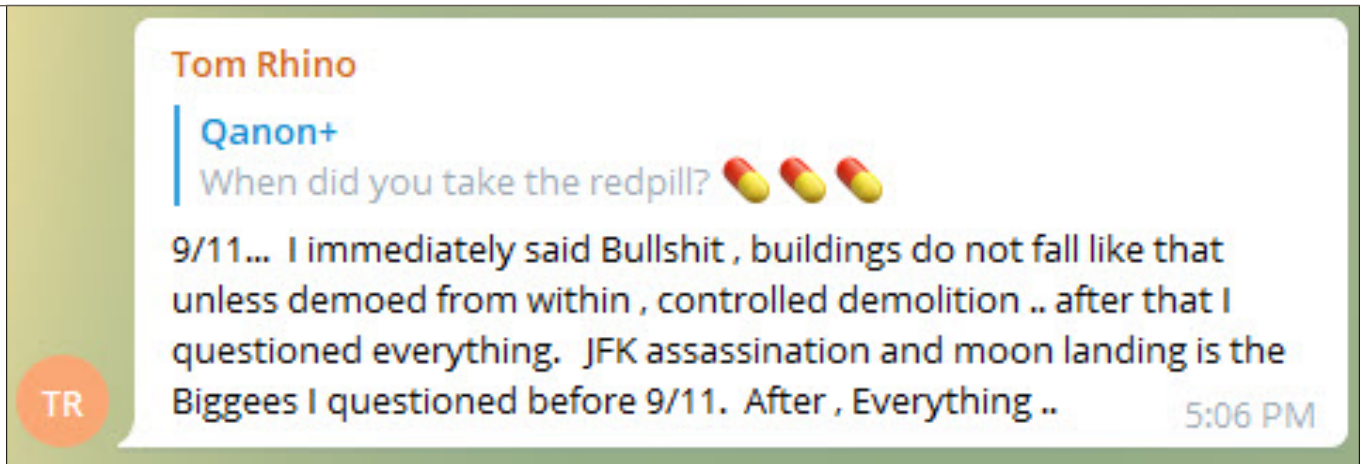 Tom Rhino
Qanon+
When did you take the redpill? 💊 💊 💊
9/11... I immediately said Bullshit , buildings do not fall like that
unless demoed from within , controlled demolition .. after that I
questioned everything.   JFK assassination and moon landing is the
Biggees I questioned before 9/11.  After , Everything ..
5:06 PM
TR